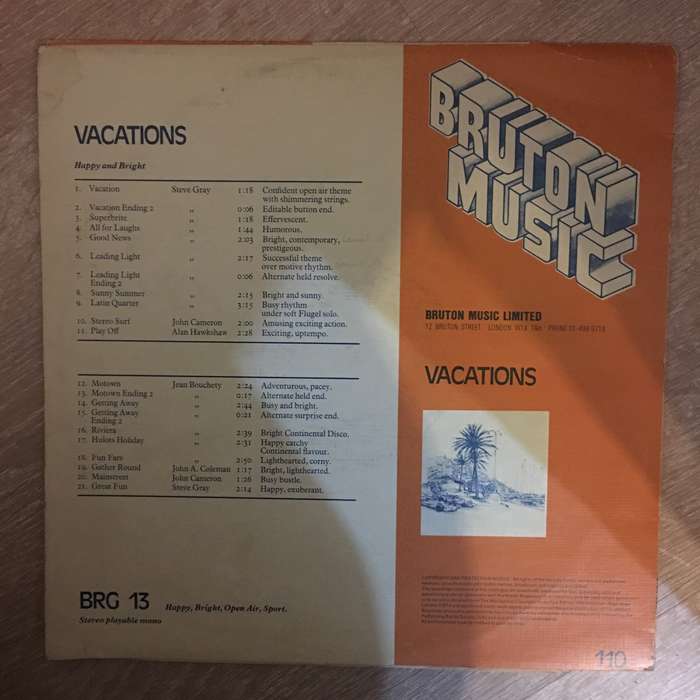 VACATIONS
Happy and Bright
1. Vacation Steve Gray 1:18 Confident open air theme
with shimmering strings.
2. Vacation Ending 2 „ 0:06 Editable button end.
3. Superbrite „ 1:18 Effervescent.
4. All for Laughs „ 1:44 Humorous.
5. Good News „ 2:03 Bright, contemporary,
prestigeous.
6. Leading Light „ 2:17 Successful theme
over motive rhythm.
7. Leading Light „ 0:06 Alternate held resolve.
Ending 2
8. Sunny Summer „ 2:15 Bright and sunny.
9. Latin Quarter „ 3:15 Busy rhythm
under soft Flugel solo.
10. Stereo Surf John Cameron 2:00 Amusing exciting action.
11. Play Off Alan Hawkshaw 2:28 Exciting, uptempo.
12. Motown Jean Bouchety 2:24 Adventurous, pacey.
13. Motown Ending 2 „ 0:17 Alternate held end.
14. Getting Away „ 2:44 Busy and bright.
15. Getting Away „ 0:21 Alternate surprise end.
Ending 2
16. Riviera „ 2:39 Bright Continental Disco.
17. Hulots Holiday „ 2:31 Happy catchy
Continental flavour.
18. Fun Fare „ 2:50 Lighthearted, corny.
19. Gather Round John A. Coleman 1:17 Bright, lighthearted.
20. Mainstreet John Cameron 1:26 Busy bustle.
21. Great Fun Steve Gray 2:14 Happy, exuberant.
BRG 13 Happy, Bright, Open Air, Sport.
Stereo playable mono
BRUTON
MUSIC
BRUTON MUSIC LIMITED
12 BRUTON STREET LONDON W1X 7AH PHONE 01-499
VACATIONS
110